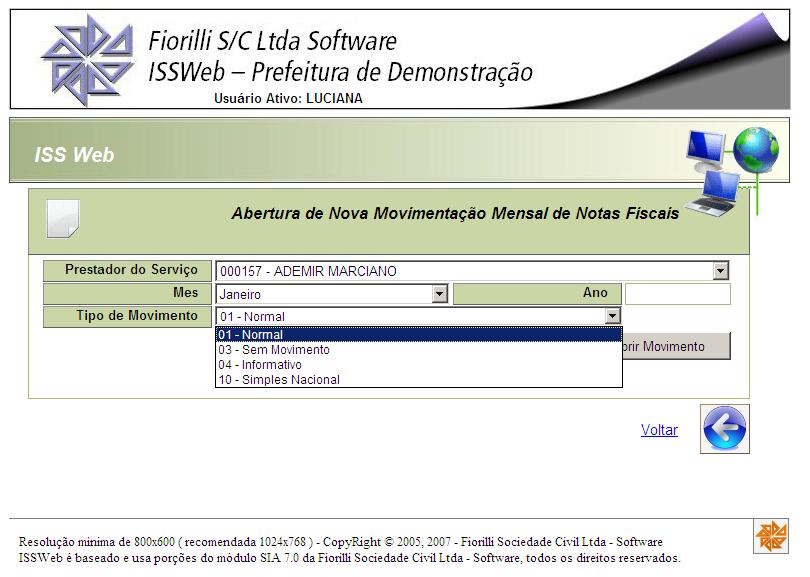 Fiorilli S/C Ltda Software
ISSWeb – Prefeitura de Demonstração
Usuário Ativo: LUCIANA
ISS Web
Abertura de Nova Movimentação Mensal de Notas Fiscais
Prestador do Serviço 000157 - ADEMIR MARCIANO
Mes Janeiro Ano
Tipo de Movimento 01 - Normal
01 - Normal
03 - Sem Movimento
04 - Informativo
10 - Simples Nacional
brir Movimento
Voltar
Resolução mínima de 800x600 ( recomendada 1024x768 ) - CopyRight © 2005, 2007 - Fiorilli Sociedade Civil Ltda - Software
ISSWeb é baseado e usa porções do módulo SIA 7.0 da Fiorilli Sociedade Civil Ltda - Software, todos os direitos reservados.